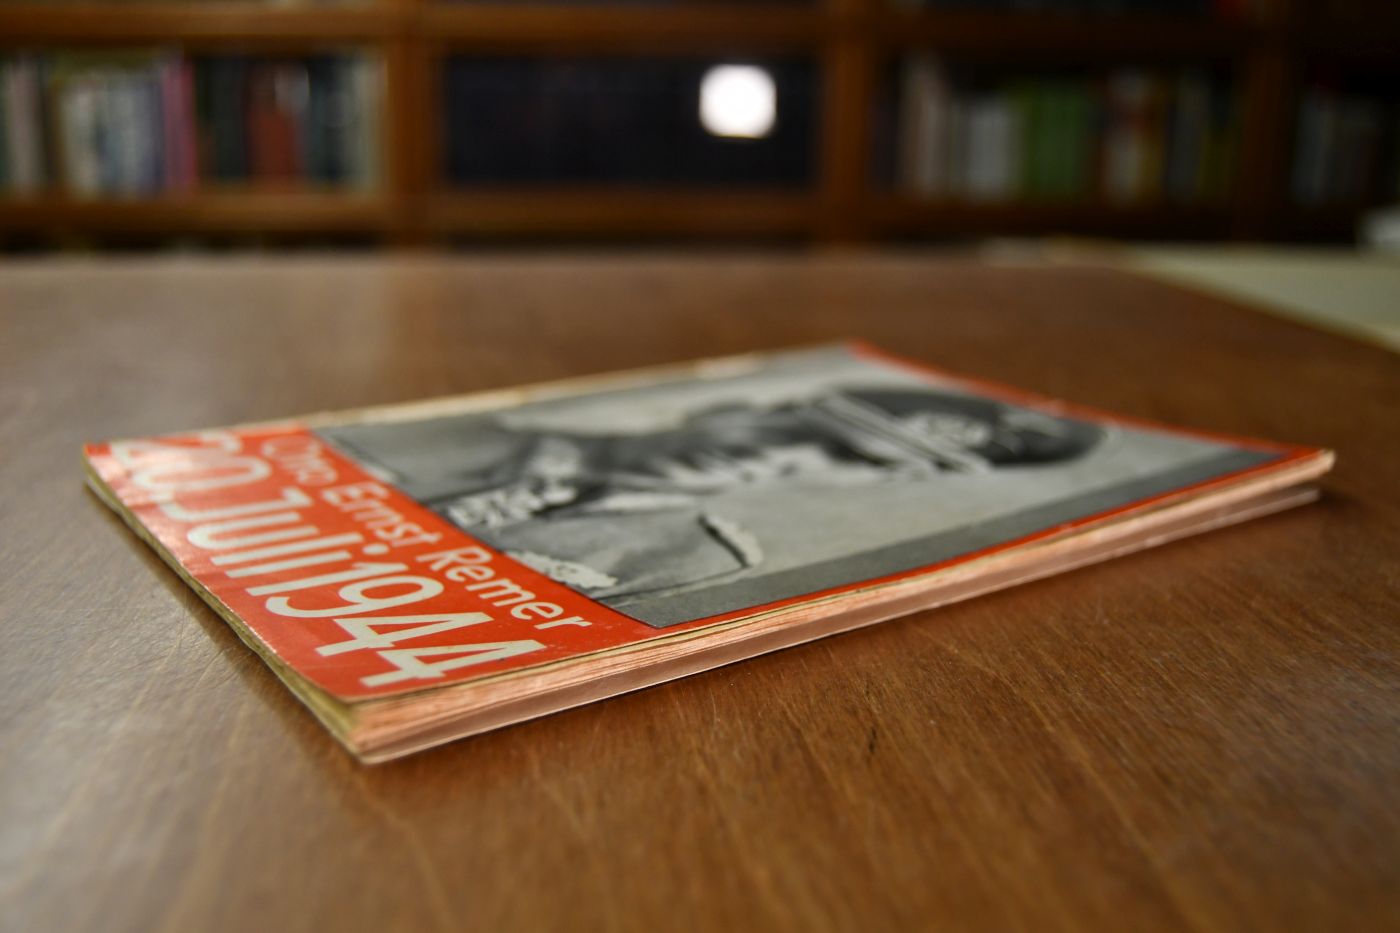 Otto Ernst Remer
20. Juli 1944